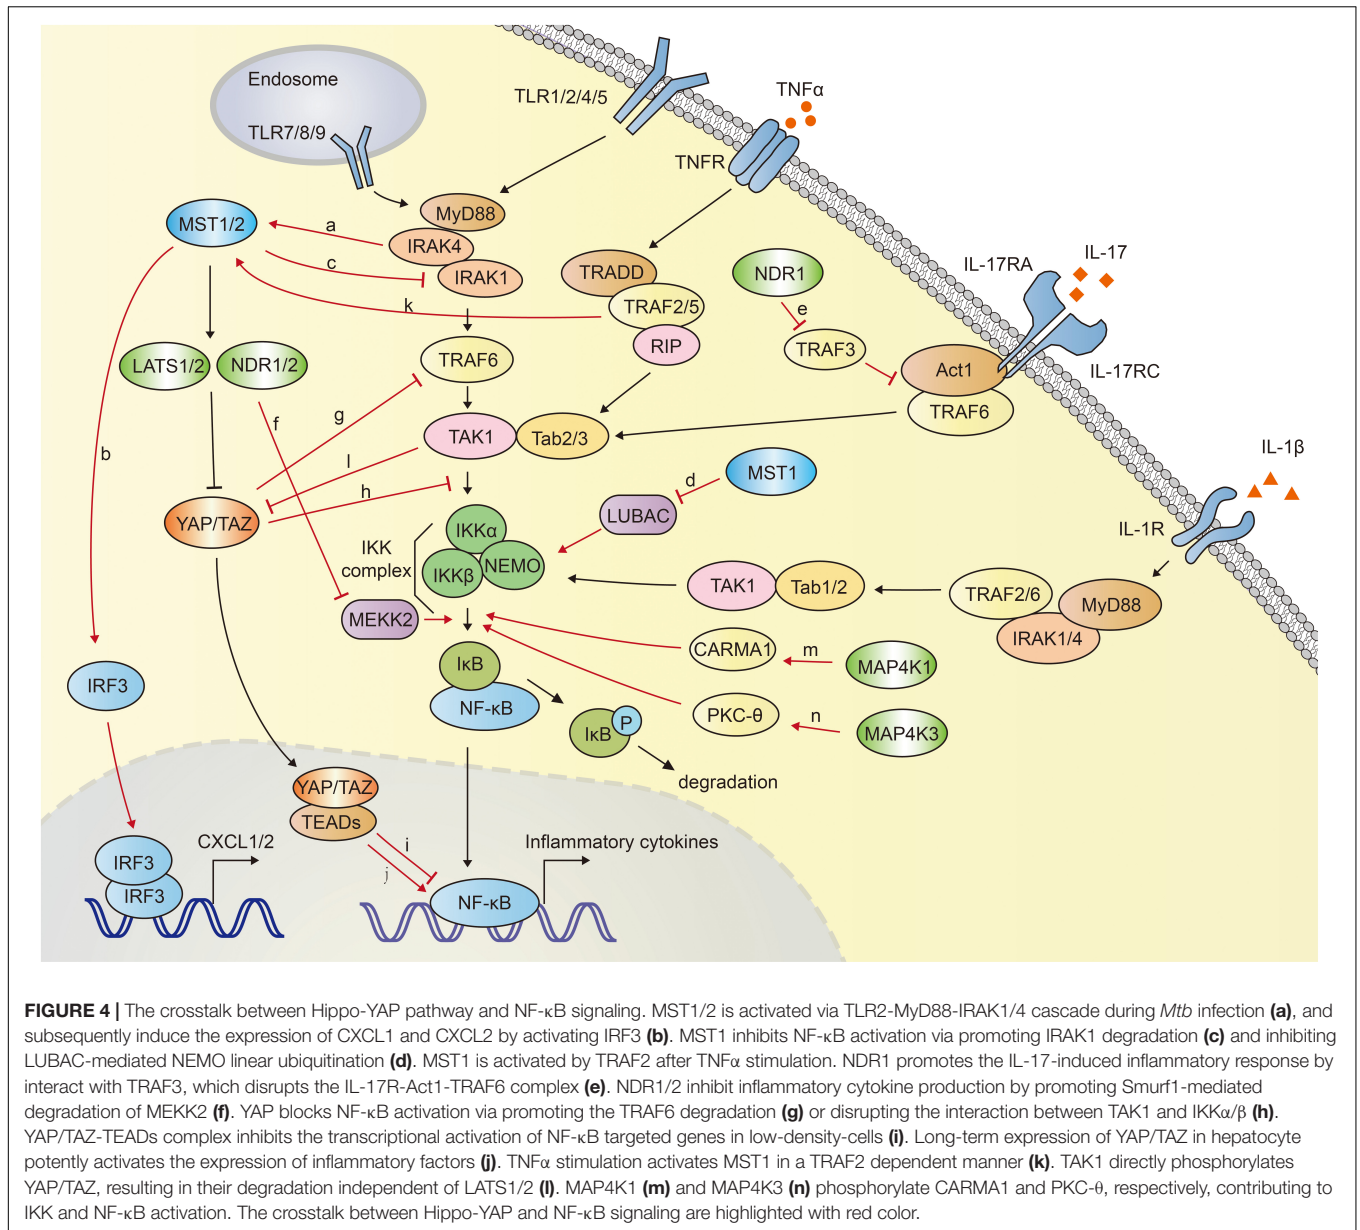 Endosome
TLR7/8/9
TLR1/2/4/5
TNFα
TNFR
MyD88
IRAK4
IRAK1
MST1/2
a
c
k
TRADD
TRAF2/5
RIP
NDR1
e
TRAF3
IL-17RA
IL-17
IL-17RC
Act1
TRAF6
LATS1/2
NDR1/2
TRAF6
g
f
b
TAK1
Tab2/3
l
h
d
MST1
LUBAC
IL-1β
IL-1R
YAP/TAZ
IKK
complex
IKKα
IKKβ
NEMO
MEKK2
TAK1
Tab1/2
TRAF2/6
MyD88
IRAK1/4
CARMA1
m
MAP4K1
IκB
NF-κB
PKC-θ
n
MAP4K3
IRF3
IκB
P
degradation
YAP/TAZ
TEADs
i
j
CXCL1/2
IRF3
IRF3
Inflammatory cytokines
NF-κB
FIGURE 4 | The crosstalk between Hippo-YAP pathway and NF-κB signaling. MST1/2 is activated via TLR2-MyD88-IRAK1/4 cascade during Mtb infection (a), and
subsequently induce the expression of CXCL1 and CXCL2 by activating IRF3 (b). MST1 inhibits NF-κB activation via promoting IRAK1 degradation (c) and inhibiting
LUBAC-mediated NEMO linear ubiquitination (d). MST1 is activated by TRAF2 after TNFα stimulation. NDR1 promotes the IL-17-induced inflammatory response by
interact with TRAF3, which disrupts the IL-17R-Act1-TRAF6 complex (e). NDR1/2 inhibit inflammatory cytokine production by promoting Smurf1-mediated
degradation of MEKK2 (f). YAP blocks NF-κB activation via promoting the TRAF6 degradation (g) or disrupting the interaction between TAK1 and IKKα/β (h).
YAP/TAZ-TEADs complex inhibits the transcriptional activation of NF-κB targeted genes in low-density-cells (i). Long-term expression of YAP/TAZ in hepatocyte
potently activates the expression of inflammatory factors (j). TNFα stimulation activates MST1 in a TRAF2 dependent manner (k). TAK1 directly phosphorylates
YAP/TAZ, resulting in their degradation independent of LATS1/2 (l). MAP4K1 (m) and MAP4K3 (n) phosphorylate CARMA1 and PKC-θ, respectively, contributing to
IKK and NF-κB activation. The crosstalk between Hippo-YAP and NF-κB signaling are highlighted with red color.